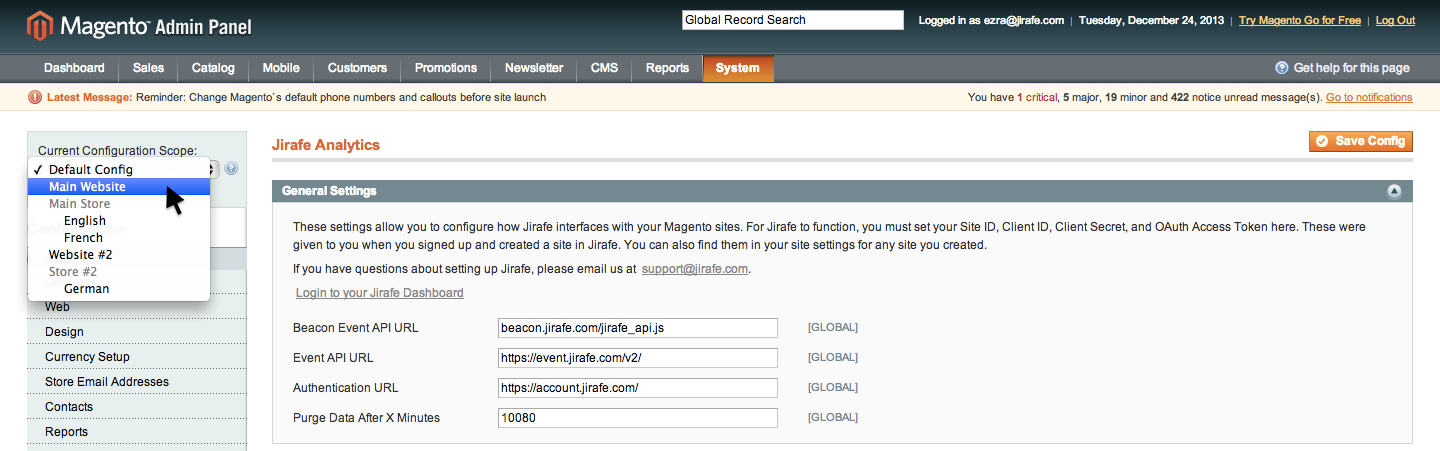 Magento™ Admin Panel
Global Record Search
Logged in as ezra@jirafe.com | Tuesday, December 24, 2013 | Try Magento Go for Free | Log Out
Dashboard Sales Catalog Mobile Customers Promotions Newsletter CMS Reports System
Get help for this page
Latest Message: Reminder: Change Magento`s default phone numbers and callouts before site launch
You have 1 critical, 5 major, 19 minor and 422 notice unread message(s). Go to notifications
Current Configuration Scope:
✓ Default Config
Main Website
Main Store
English
French
Website #2
Store #2
German
Web
Design
Currency Setup
Store Email Addresses
Contacts
Reports
Jirafe Analytics
Save Config
General Settings
These settings allow you to configure how Jirafe interfaces with your Magento sites. For Jirafe to function, you must set your Site ID, Client ID, Client Secret, and OAuth Access Token here. These were
given to you when you signed up and created a site in Jirafe. You can also find them in your site settings for any site you created.
If you have questions about setting up Jirafe, please email us at support@jirafe.com.
Login to your Jirafe Dashboard
Beacon Event API URL beacon.jirafe.com/jirafe_api.js [GLOBAL]
Event API URL https://event.jirafe.com/v2/ [GLOBAL]
Authentication URL https://account.jirafe.com/ [GLOBAL]
Purge Data After X Minutes 10080 [GLOBAL]